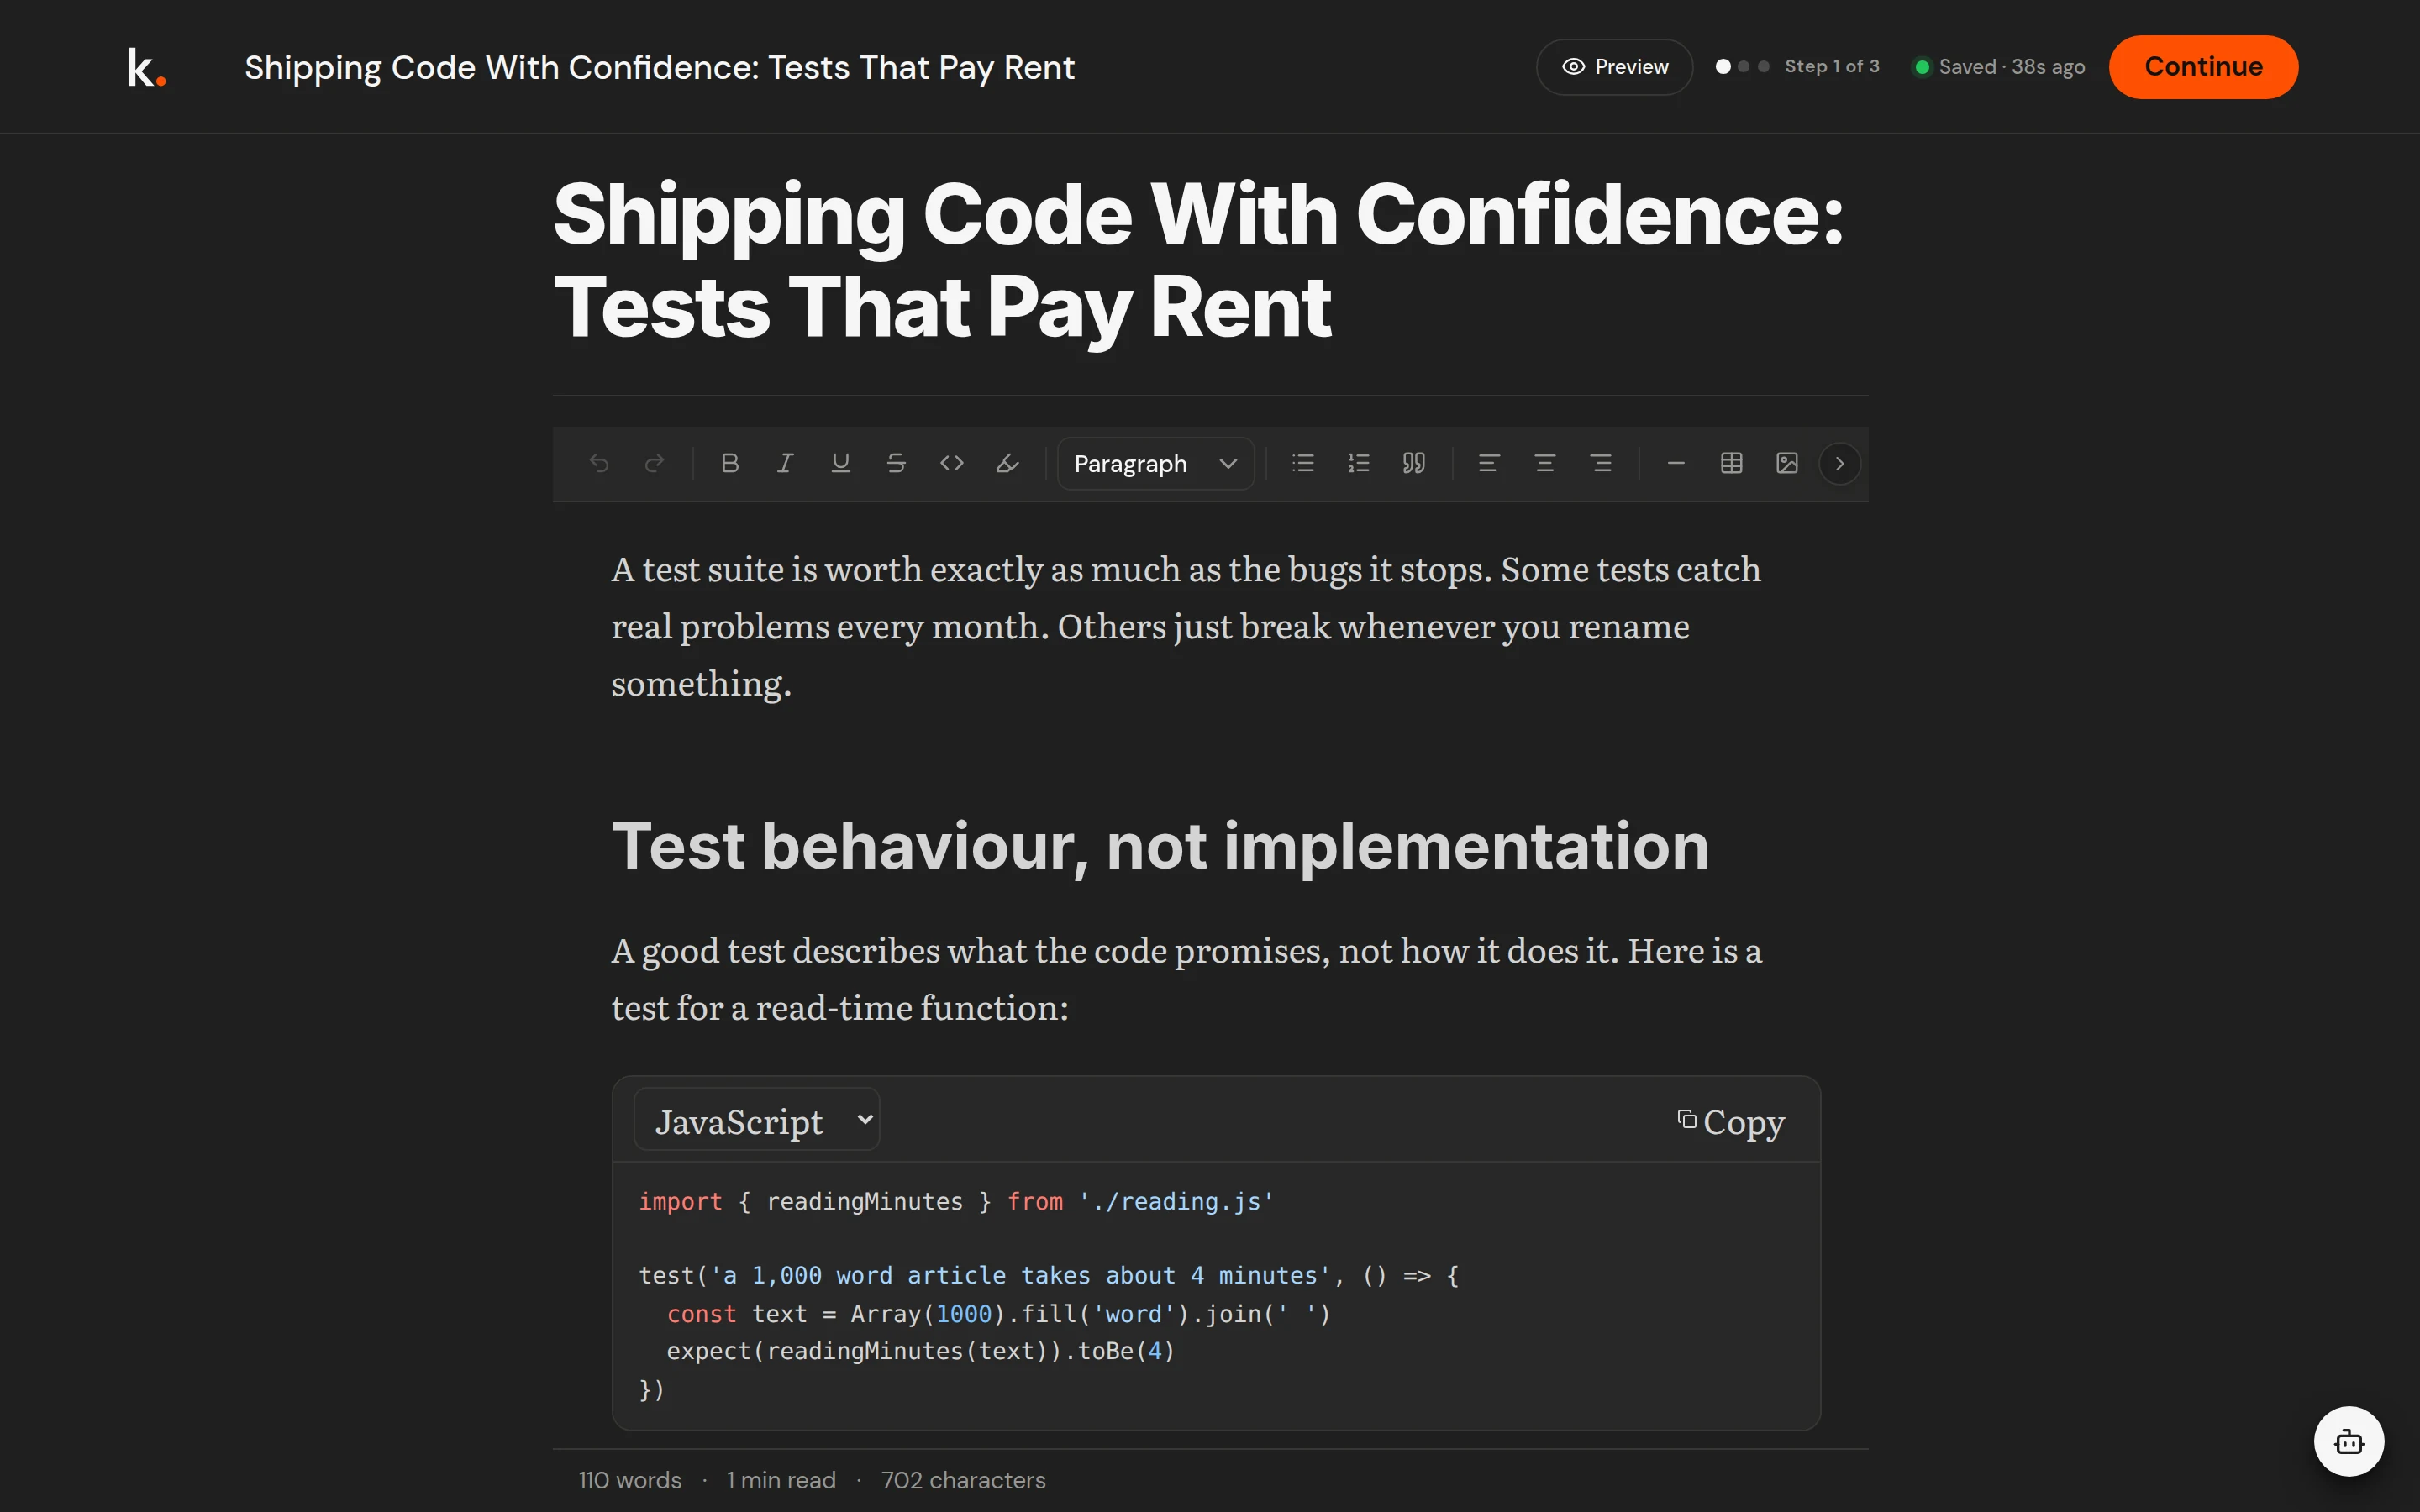 k.
Shipping Code With Confidence: Tests That Pay Rent
Preview
Step 1 of 3
Saved · 38s ago
Continue
Shipping Code With Confidence:
Tests That Pay Rent
Paragraph
A test suite is worth exactly as much as the bugs it stops. Some tests catch
real problems every month. Others just break whenever you rename
something.
Test behaviour, not implementation
A good test describes what the code promises, not how it does it. Here is a
test for a read-time function:
JavaScript
Copy
import { readingMinutes } from './reading.js'
test('a 1,000 word article takes about 4 minutes', () => {
  const text = Array(1000).fill('word').join(' ')
  expect(readingMinutes(text)).toBe(4)
})
110 words · 1 min read · 702 characters